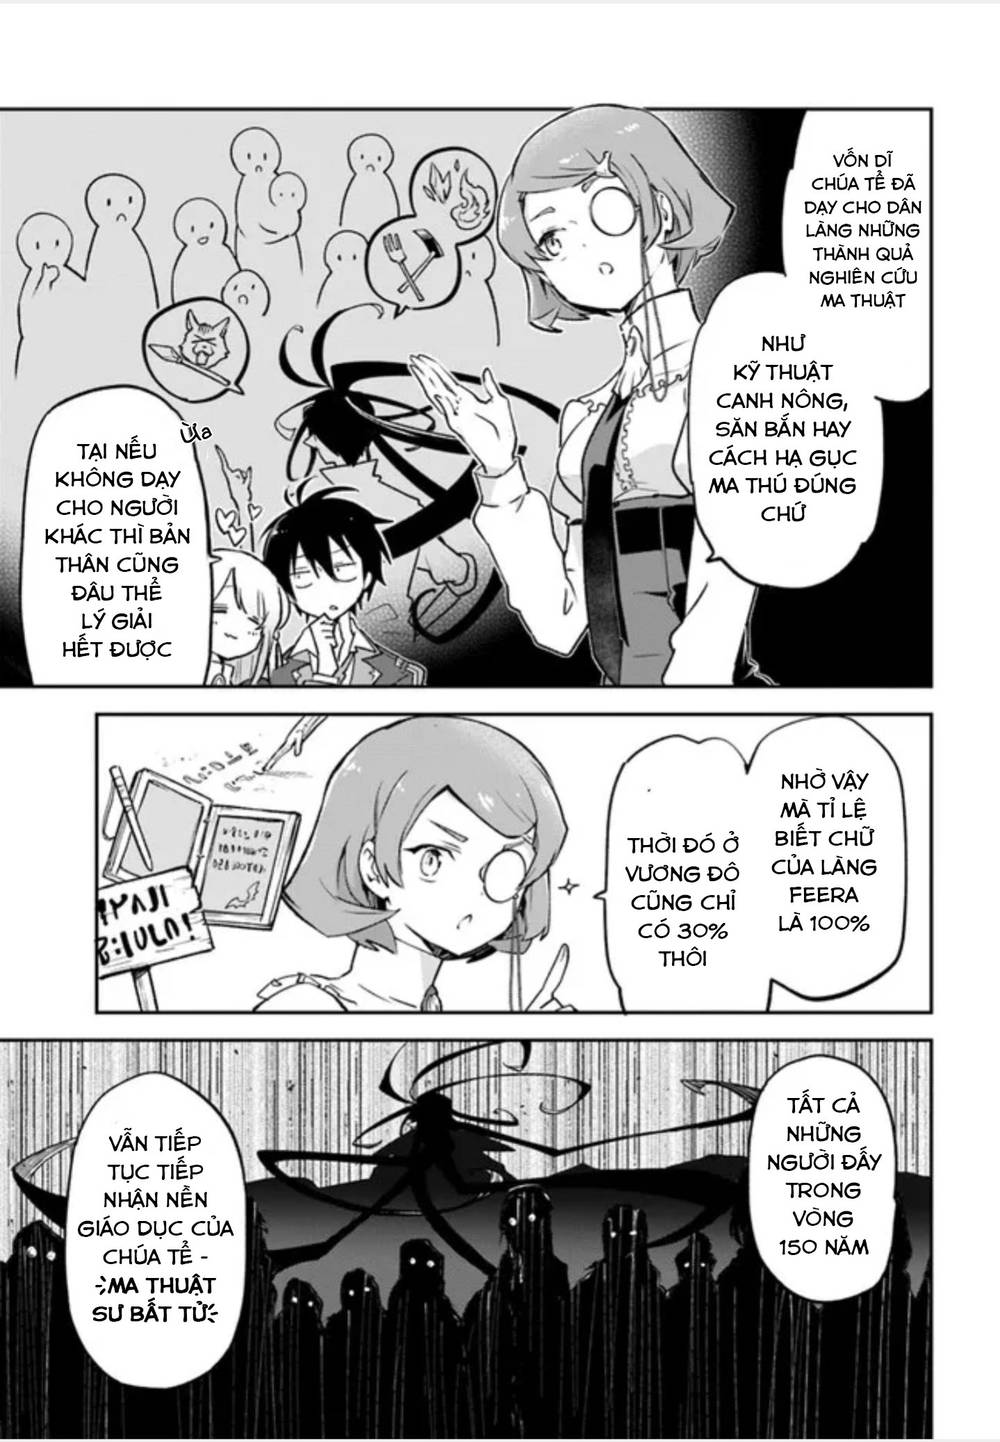 VỐN DĨ
CHÚA TỂ ĐÃ
DẠY CHO DÂN
LÀNG NHỮNG
THÀNH QUẢ
NGHIÊN CỨU
MA THUẬT
NHƯ
KỸ THUẬT
CANH NÔNG,
SĂN BẮN HAY
CÁCH HẠ GỤC
MA THÚ ĐÚNG
CHỨ
Ừa
TẠI NẾU
KHÔNG DẠY
CHO NGƯỜI
KHÁC THÌ BẢN
THÂN CŨNG
ĐÂU THỂ
LÝ GIẢI
HẾT ĐƯỢC
NHỜ VẬY
MÀ TỈ LỆ
BIẾT CHỮ
CỦA LÀNG
FEERA
LÀ 100%
THỜI ĐÓ Ở
VƯƠNG ĐÔ
CŨNG CHỈ
CÓ 30%
THÔI
TẤT CẢ
NHỮNG
NGƯỜI ĐẤY
TRONG
VÒNG
150 NĂM
VẪN TIẾP
TỤC TIẾP
NHẬN NỀN
GIÁO DỤC CỦA
CHÚA TỂ -
MA THUẬT
SƯ BẤT TỬ